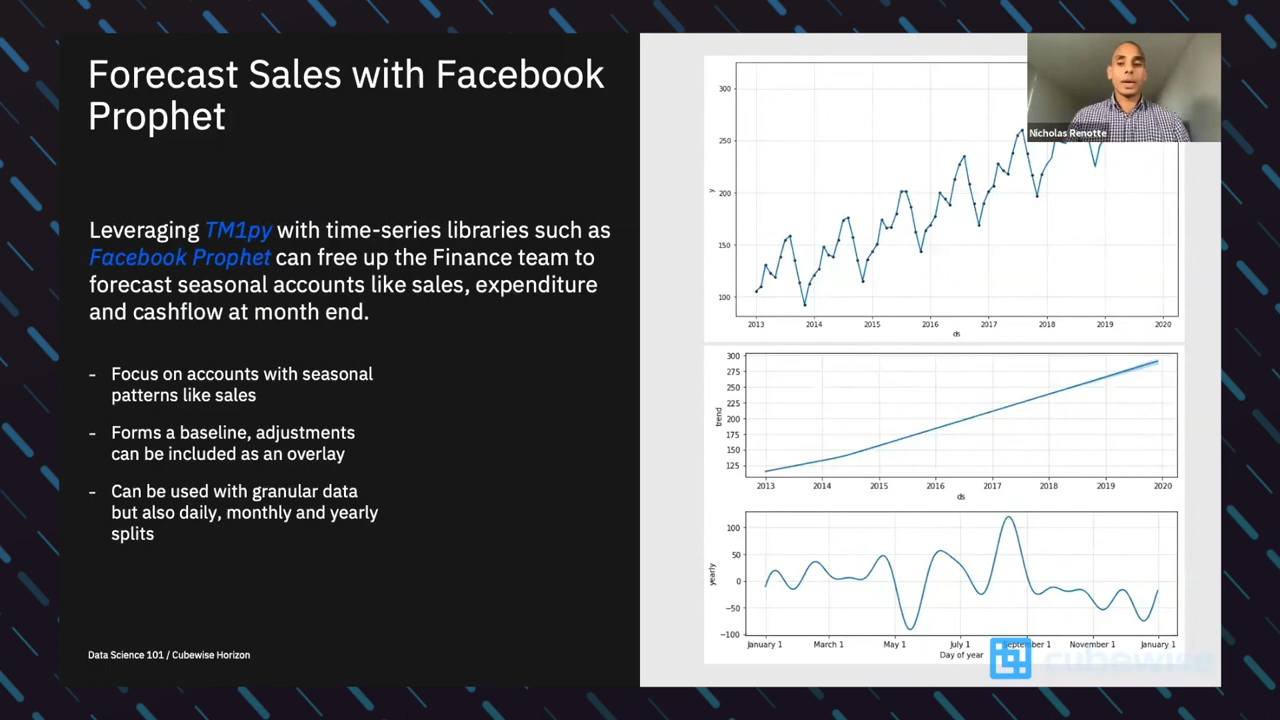 Forecast Sales with Facebook
Prophet
Leveraging TM1py with time-series libraries such as
Facebook Prophet can free up the Finance team to
forecast seasonal accounts like sales, expenditure
and cashflow at month end.
- Focus on accounts with seasonal
patterns like sales
- Forms a baseline, adjustments
can be included as an overlay
- Can be used with granular data
but also daily, monthly and yearly
splits
Data Science 101 / Cubewise Horizon
Nicholas Renotte
300
250
200
150
100
y
2013 2014 2015 2016 2017 2018 2019 2020
ds
300
275
250
225
200
175
150
125
trend
2013 2014 2015 2016 2017 2018 2019 2020
ds
100
50
0
−50
−100
yearly
January 1 March 1 May 1 July 1 September 1 November 1 January 1
Day of year
cubewise